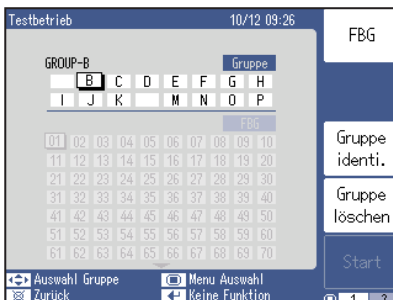 Testbetrieb 10/12 09:26
FBG
GROUP-B Gruppe
B C D E F G H
I J K M N O P
FBG
01 02 03 04 05 06 07 08 09 10
11 12 13 14 15 16 17 18 19 20
21 22 23 24 25 26 27 28 29 30
31 32 33 34 35 36 37 38 39 40
41 42 43 44 45 46 47 48 49 50
51 52 53 54 55 56 57 58 59 60
61 62 63 64 65 66 67 68 69 70
Gruppe
identi.
Gruppe
löschen
Start
Auswahl Gruppe Menu Auswahl
Zurück Keine Funktion
1 2